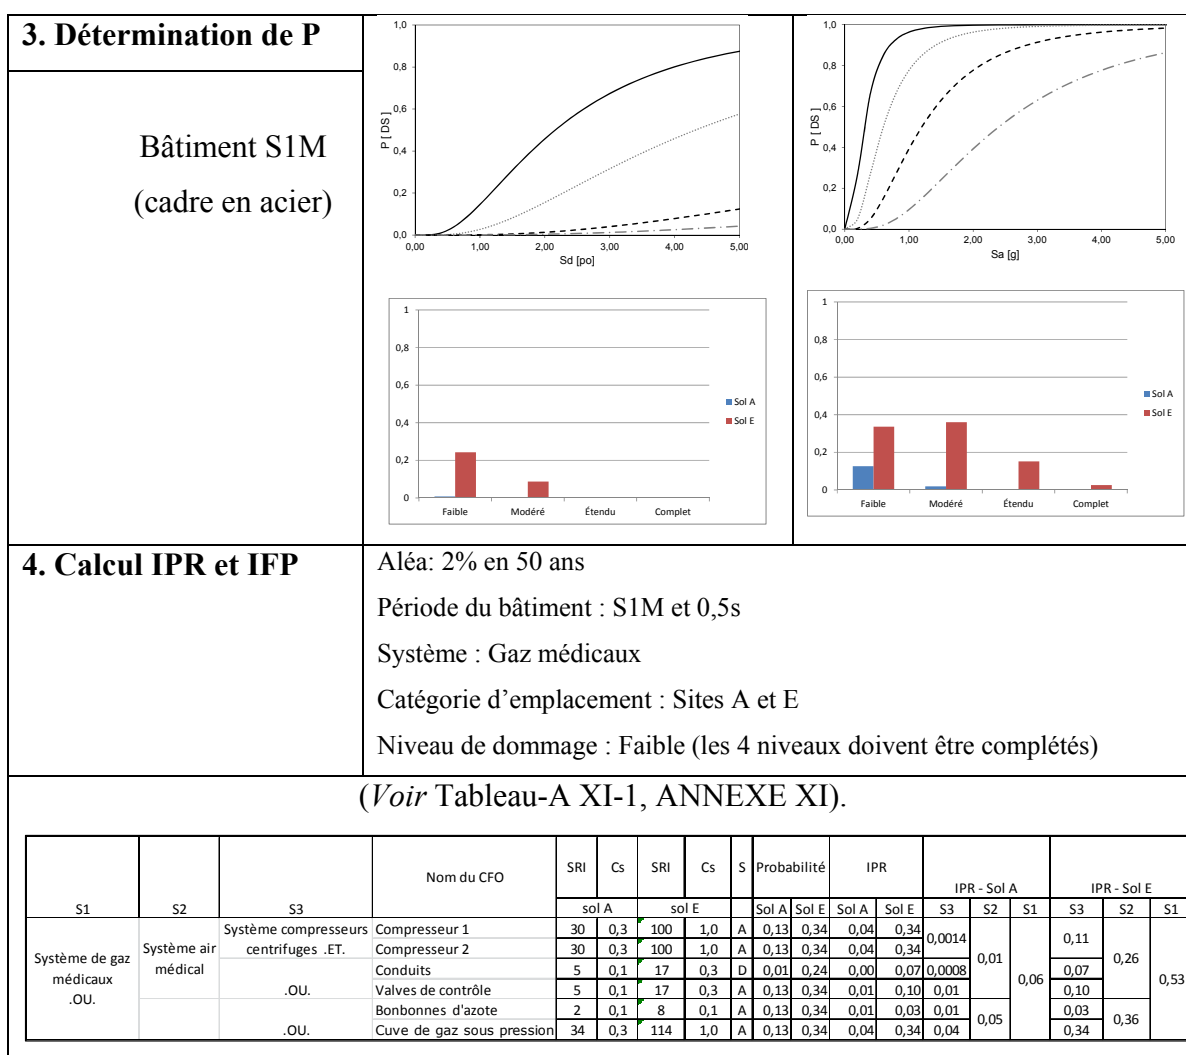 3. Détermination de P
Bâtiment S1M
(cadre en acier)
1,0
0,8
0,6
0,4
0,2
0,0
P [ DS ]
0,00 1,00 2,00 3,00 4,00 5,00
Sd [po]
1,0
0,8
0,6
0,4
0,2
0,0
P [ DS ]
0,00 1,00 2,00 3,00 4,00 5,00
Sa [g]
1
0,8
0,6
0,4
0,2
0
Faible Modéré Étendu Complet
Sol A
Sol E
1
0,8
0,6
0,4
0,2
0
Faible Modéré Étendu Complet
Sol A
Sol E
4. Calcul IPR et IFP
Aléa: 2% en 50 ans
Période du bâtiment : S1M et 0,5s
Système : Gaz médicaux
Catégorie d’emplacement : Sites A et E
Niveau de dommage : Faible (les 4 niveaux doivent être complétés)
(Voir Tableau-A XI-1, ANNEXE XI).
Nom du CFO SRI Cs SRI Cs S Probabilité IPR IPR - Sol A IPR - Sol E
S1 S2 S3 sol A sol E Sol A Sol E Sol A Sol E S3 S2 S1 S3 S2 S1
Système de gaz médicaux .OU. Système air médical Système compresseurs centrifuges .ET. Compresseur 1 30 0,3 100 1,0 A 0,13 0,34 0,04 0,34 0,0014 0,01 0,06 0,11 0,26 0,53
Compresseur 2 30 0,3 100 1,0 A 0,13 0,34 0,04 0,34
Conduits 5 0,1 17 0,3 D 0,01 0,24 0,00 0,07 0,0008 0,07
.OU. Valves de contrôle 5 0,1 17 0,3 A 0,13 0,34 0,01 0,10 0,01 0,10
Bonbonnes d'azote 2 0,1 8 0,1 A 0,13 0,34 0,01 0,03 0,01 0,05 0,03 0,36
.OU. Cuve de gaz sous pression 34 0,3 114 1,0 A 0,13 0,34 0,04 0,34 0,04 0,34